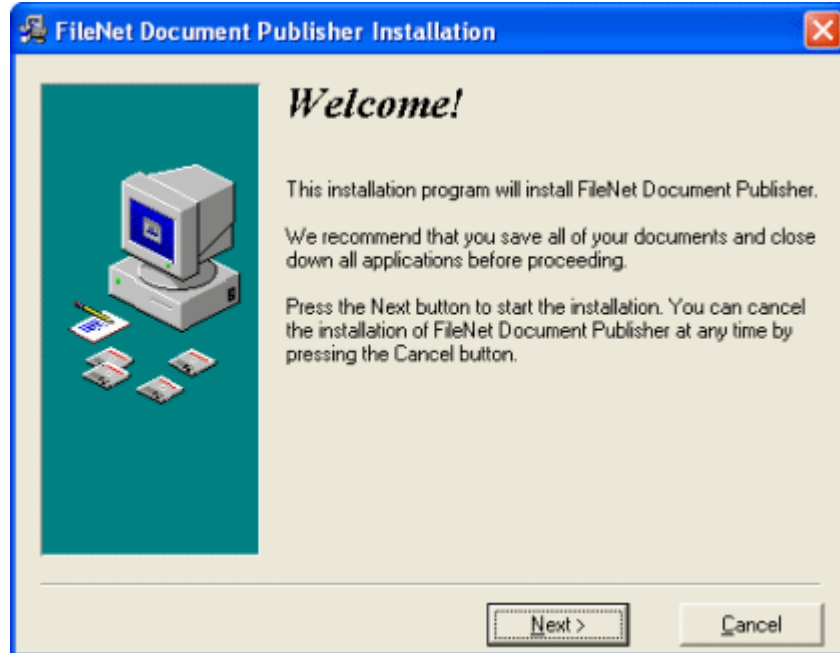 FileNet Document Publisher Installation
Welcome!
This installation program will install FileNet Document Publisher.
We recommend that you save all of your documents and close
down all applications before proceeding.
Press the Next button to start the installation. You can cancel
the installation of FileNet Document Publisher at any time by
pressing the Cancel button.
Next >
Cancel